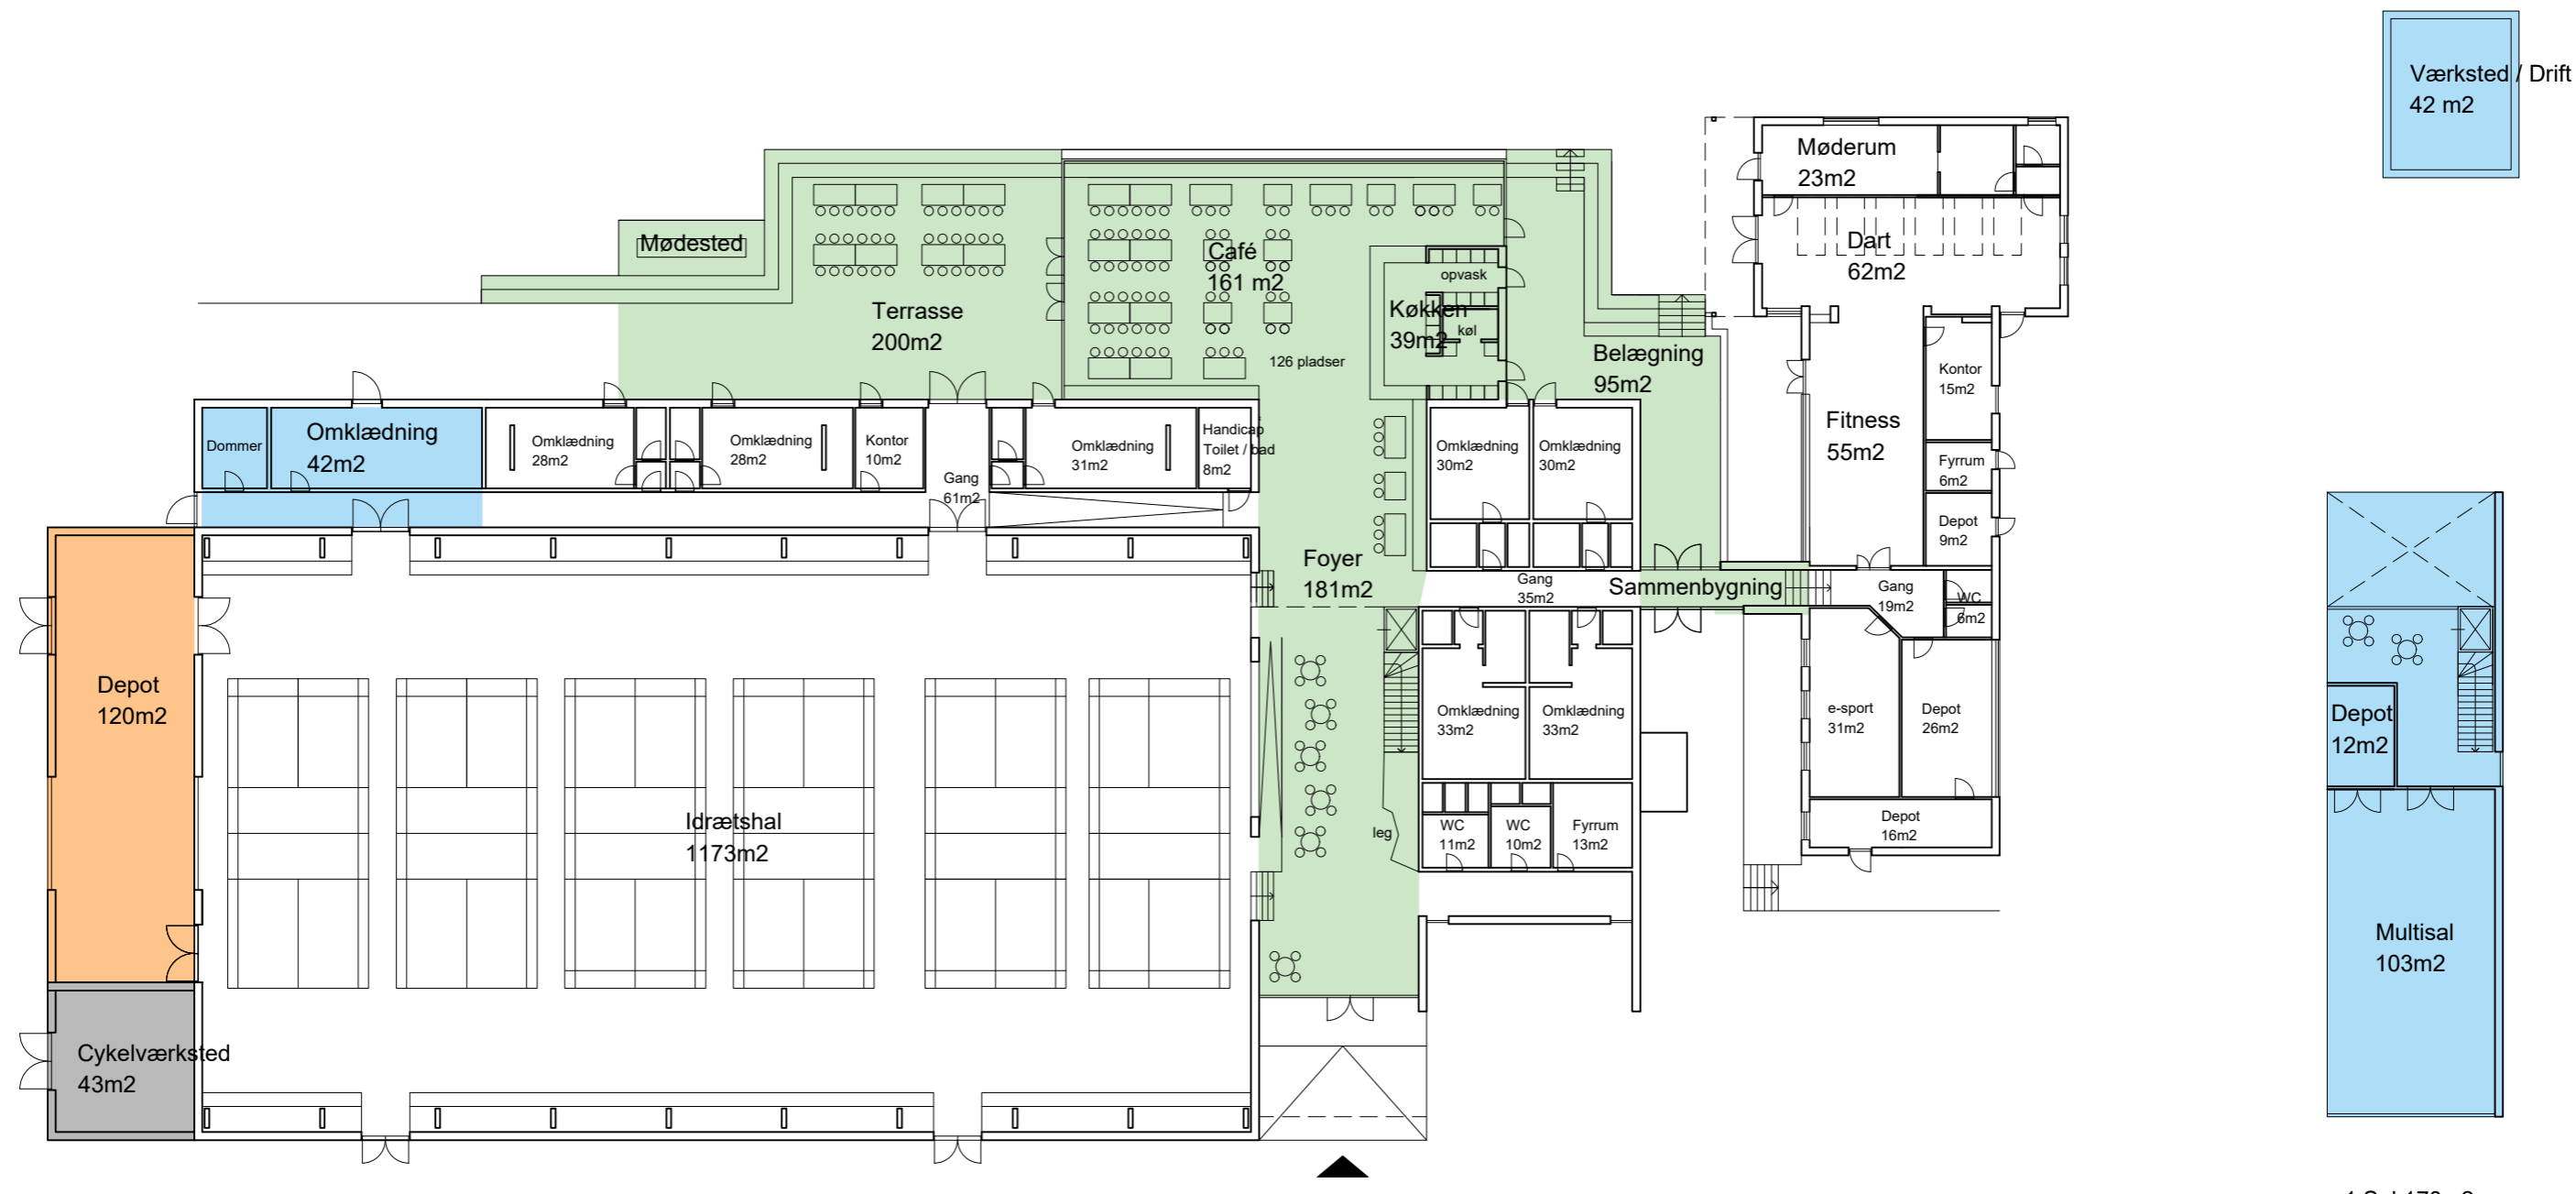 Værksted / Drift
42 m2
Møderum
23m2
Mødested
Dart
62m2
Café
161 m2
opvask
Terrasse
200m2
Køkken
39m2
køl
126 pladser
Belægning
95m2
Kontor
15m2
Dommer
Omklædning
42m2
Omklædning
28m2
Omklædning
28m2
Kontor
10m2
Gang
61m2
Omklædning
31m2
Handicap
Toilet / bad
8m2
Omklædning
30m2
Omklædning
30m2
Fitness
55m2
Fyrrum
6m2
Depot
9m2
Foyer
181m2
Gang
35m2
Sammenbygning
Gang
19m2
WC
6m2
Depot
120m2
Omklædning
33m2
Omklædning
33m2
e-sport
31m2
Depot
26m2
Depot
12m2
Idrætshal
1173m2
leg
WC
11m2
WC
10m2
Fyrrum
13m2
Depot
16m2
Multisal
103m2
Cykelværksted
43m2